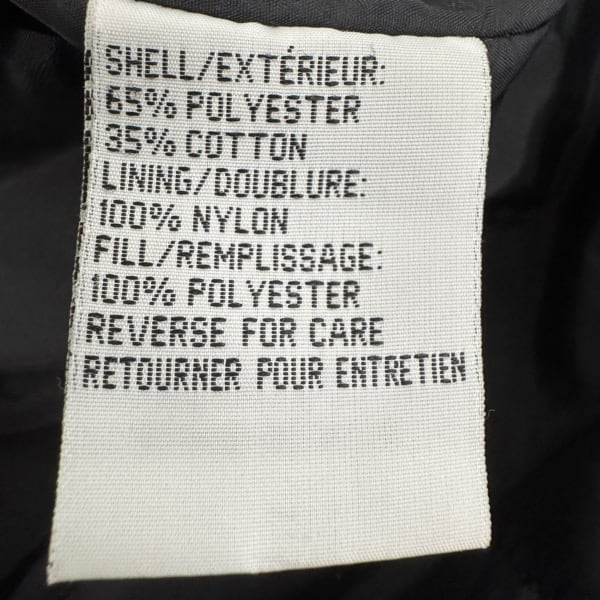 SHELL/EXTÉRIEUR:
65% POLYESTER
35% COTTON
LINING/DOUBLURE:
100% NYLON
FILL/REMPLISSAGE:
100% POLYESTER
REVERSE FOR CARE
RETOURNER POUR ENTRETIEN